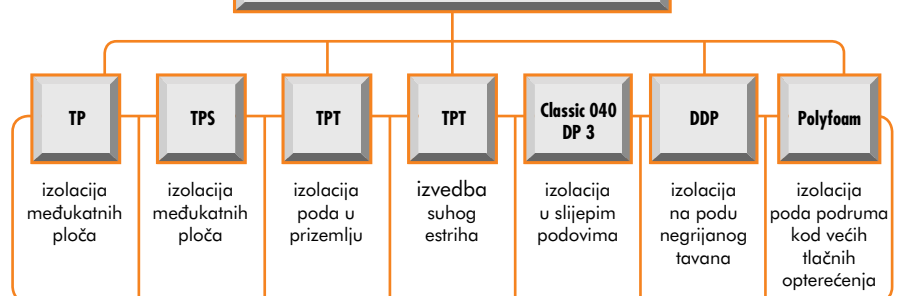 TP
TPS
TPT
TPT
Classic 040
DP 3
DDP
Polyfoam
izolacija
međukatnih
ploča
izolacija
međukatnih
ploča
izolacija
poda u
prizemlju
izvedba
suhog
estriha
izolacija
u slijepim
podovima
izolacija
na podu
negrijanog
tavana
izolacija
poda podruma
kod većih
tlačnih
opterećenja